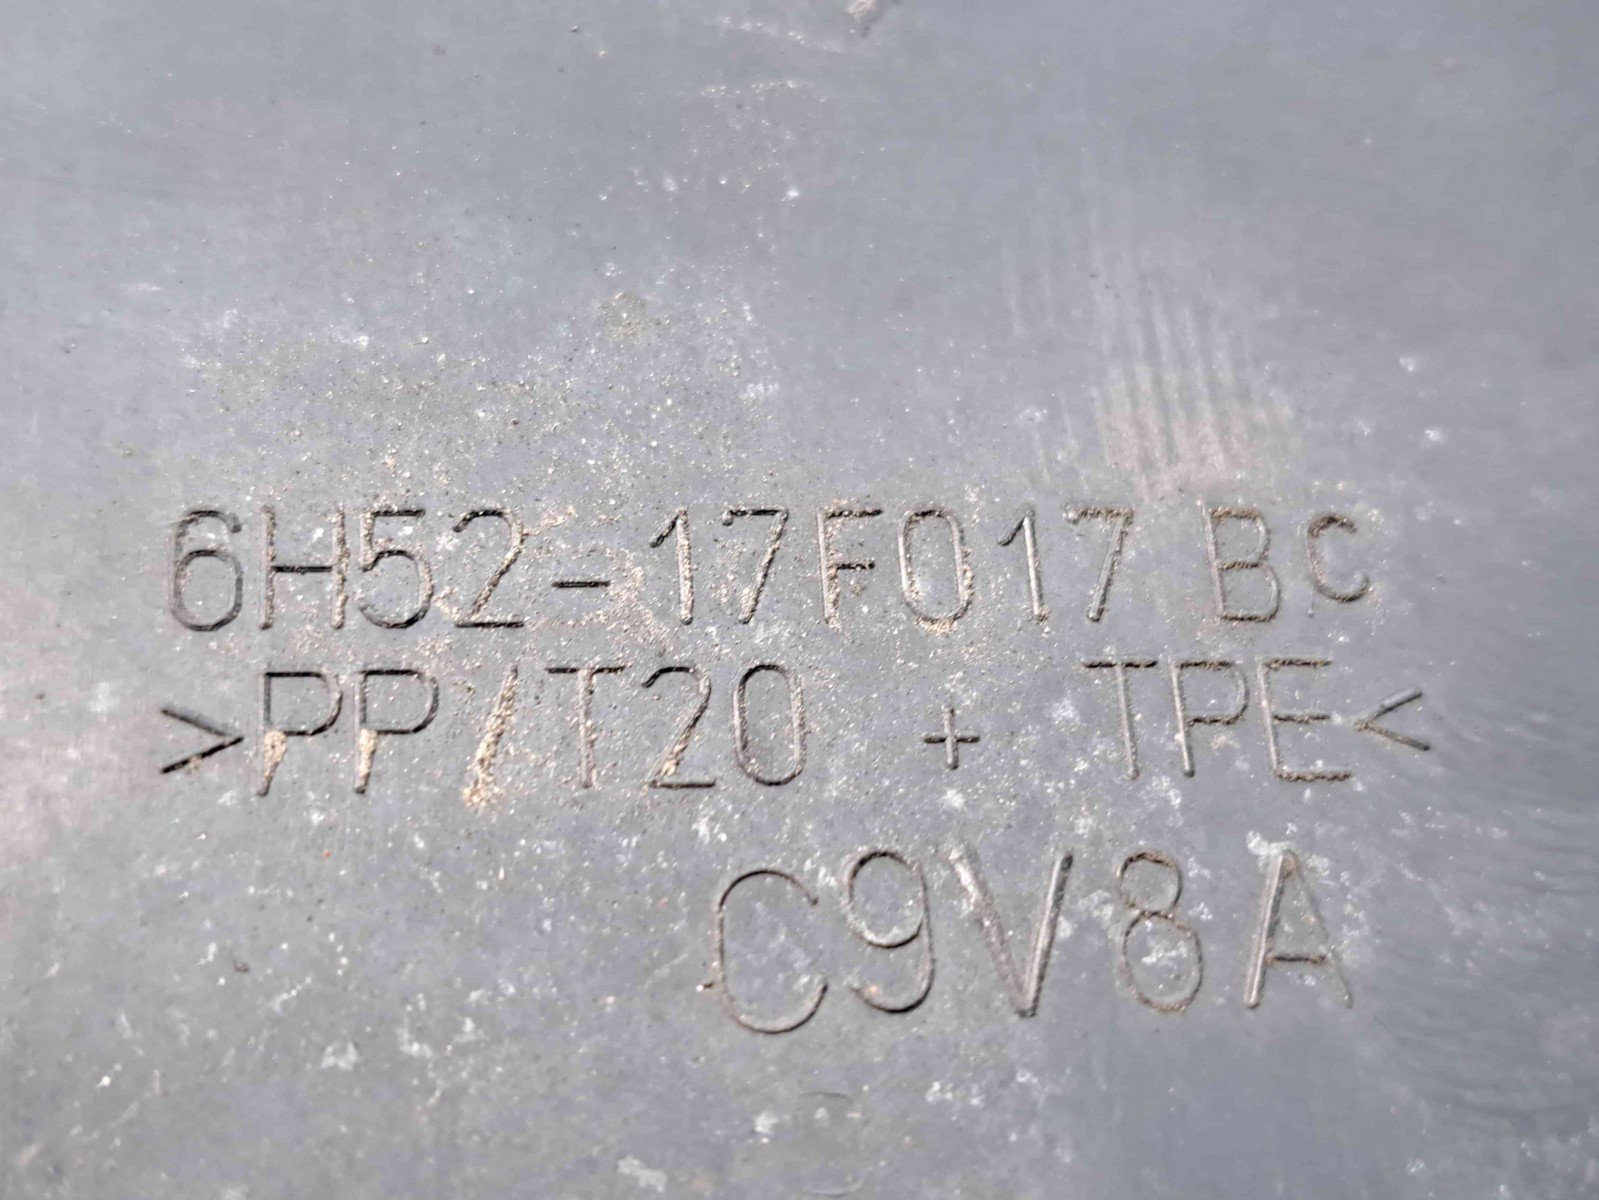 6H52-17F017 BC
>PP/T20 + TPE<
C9V8A